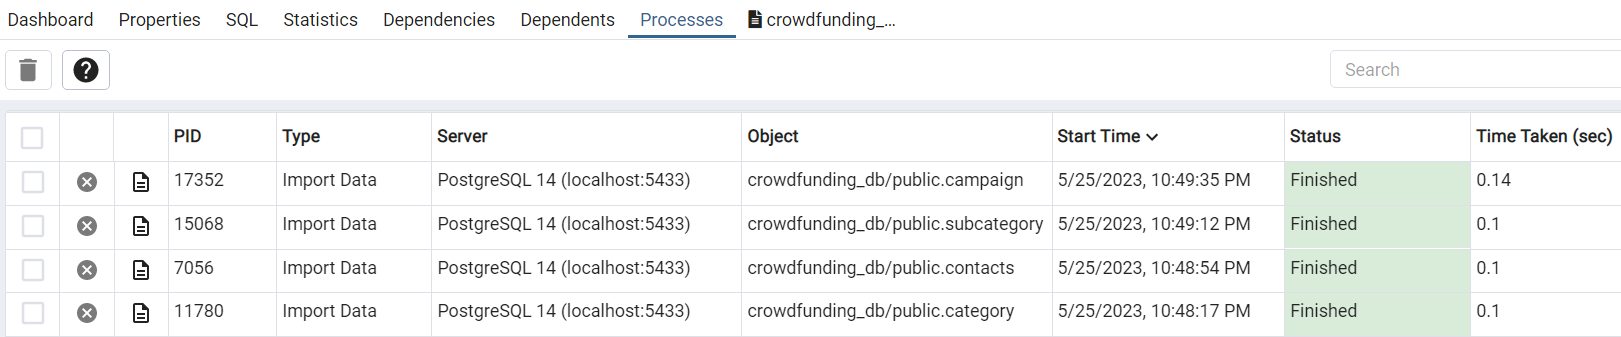 Dashboard Properties SQL Statistics Dependencies Dependents Processes crowdfunding_...
? Search
PID Type Server Object Start Time Status Time Taken (sec)
17352 Import Data PostgreSQL 14 (localhost:5433) crowdfunding_db/public.campaign 5/25/2023, 10:49:35 PM Finished 0.14
15068 Import Data PostgreSQL 14 (localhost:5433) crowdfunding_db/public.subcategory 5/25/2023, 10:49:12 PM Finished 0.1
7056 Import Data PostgreSQL 14 (localhost:5433) crowdfunding_db/public.contacts 5/25/2023, 10:48:54 PM Finished 0.1
11780 Import Data PostgreSQL 14 (localhost:5433) crowdfunding_db/public.category 5/25/2023, 10:48:17 PM Finished 0.1